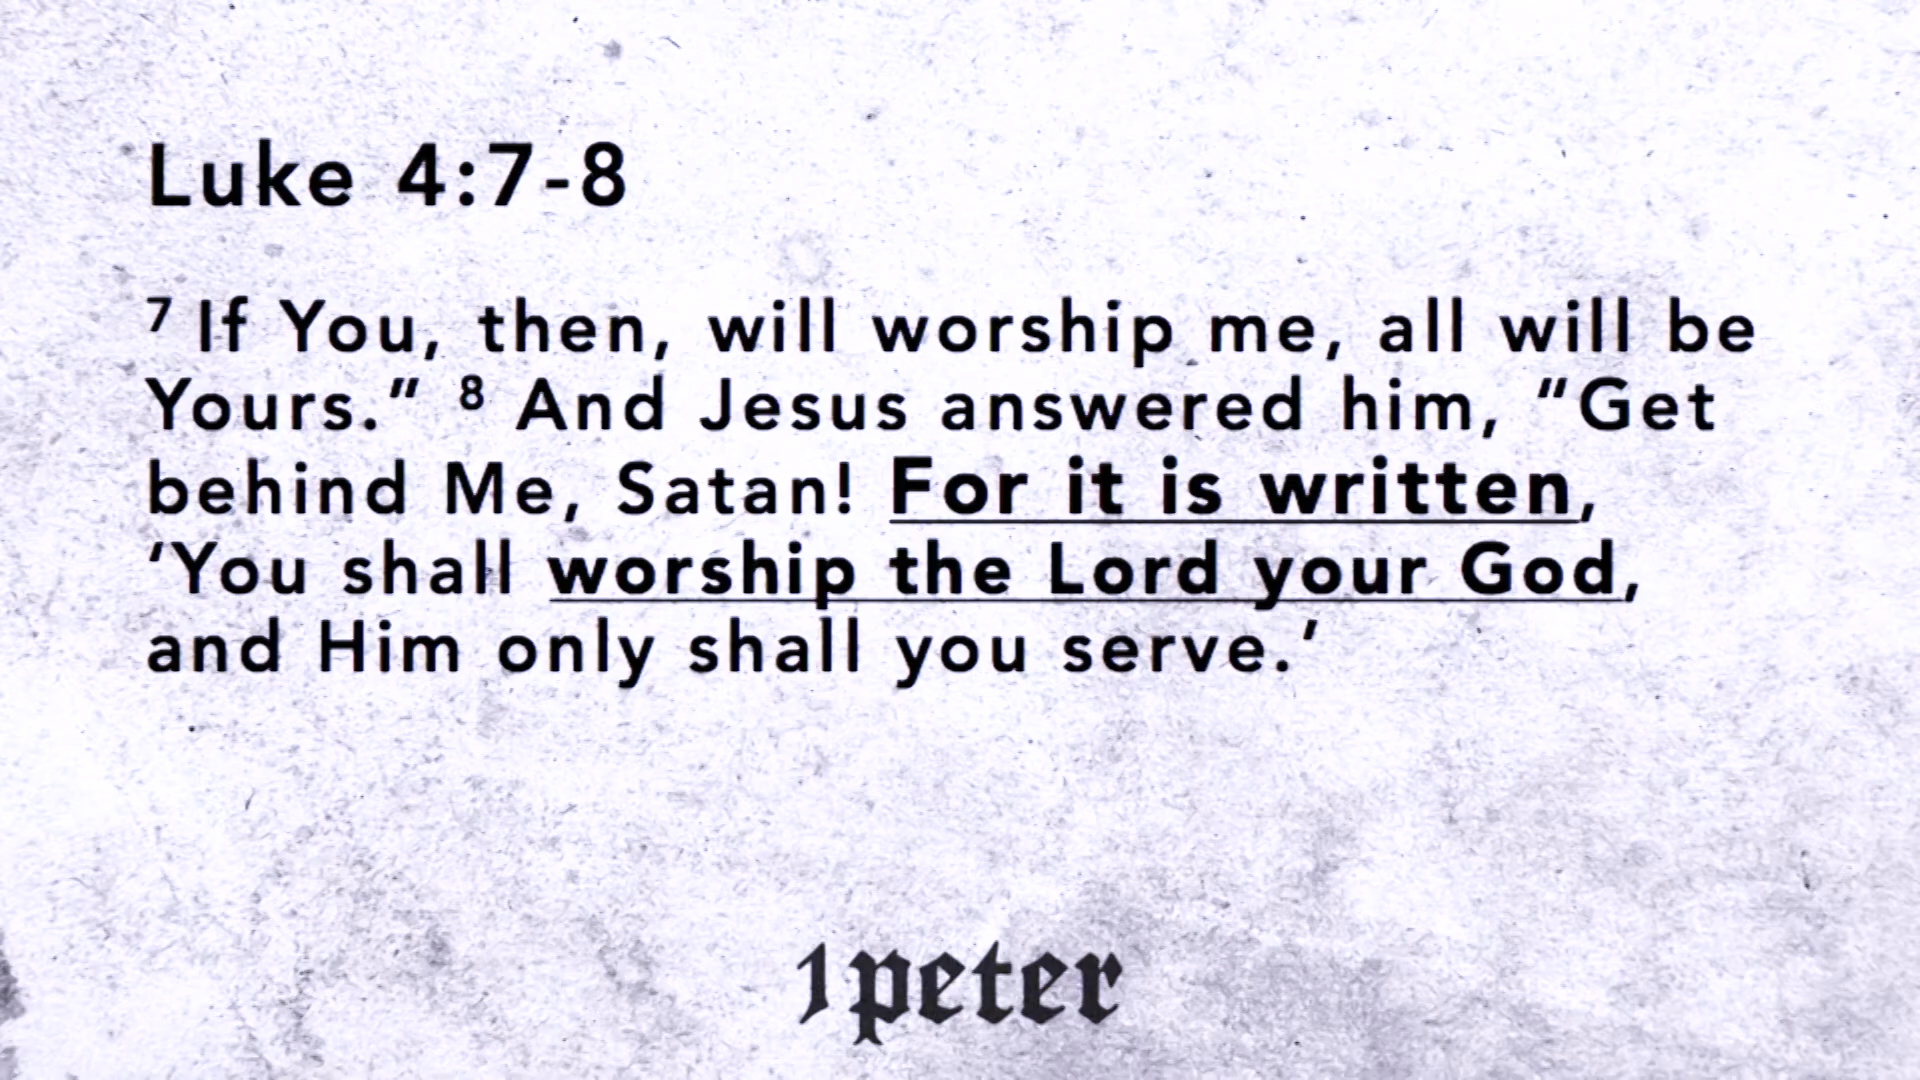 Luke 4:7-8
7 If You, then, will worship me, all will be
Yours.” 8 And Jesus answered him, “Get
behind Me, Satan! For it is written,
‘You shall worship the Lord your God,
and Him only shall you serve.’
1peter